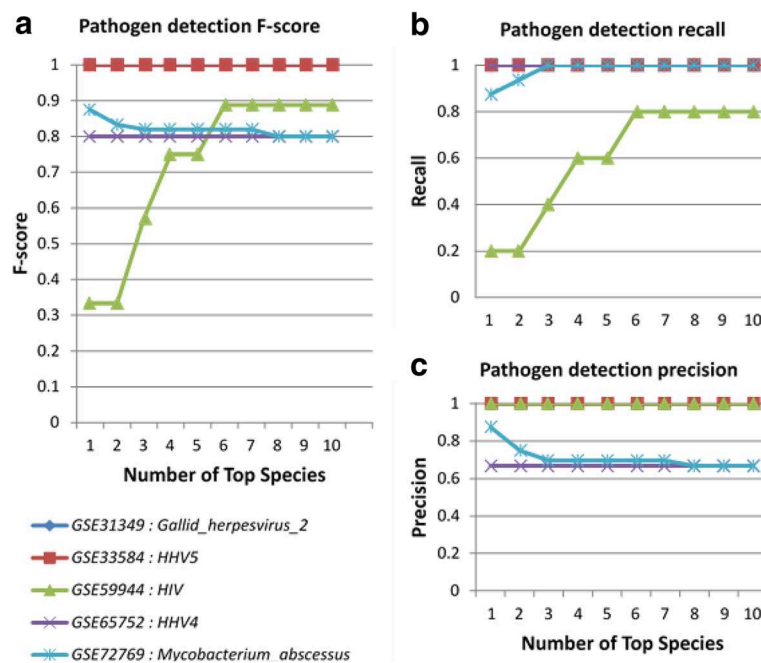 a
Pathogen detection F-score
1
0.9
0.8
0.7
0.6
0.5
0.4
0.3
0.2
0.1
0
F-score
1 2 3 4 5 6 7 8 9 10
Number of Top Species
GSE31349 : Gallid_herpesvirus_2
GSE33584 : HHV5
GSE59944 : HIV
GSE65752 : HHV4
GSE72769 : Mycobacterium_abscessus
b
Pathogen detection recall
1
0.8
0.6
0.4
0.2
0
Recall
1 2 3 4 5 6 7 8 9 10
c
Pathogen detection precision
1
0.8
0.6
0.4
0.2
0
Precision
1 2 3 4 5 6 7 8 9 10
Number of Top Species